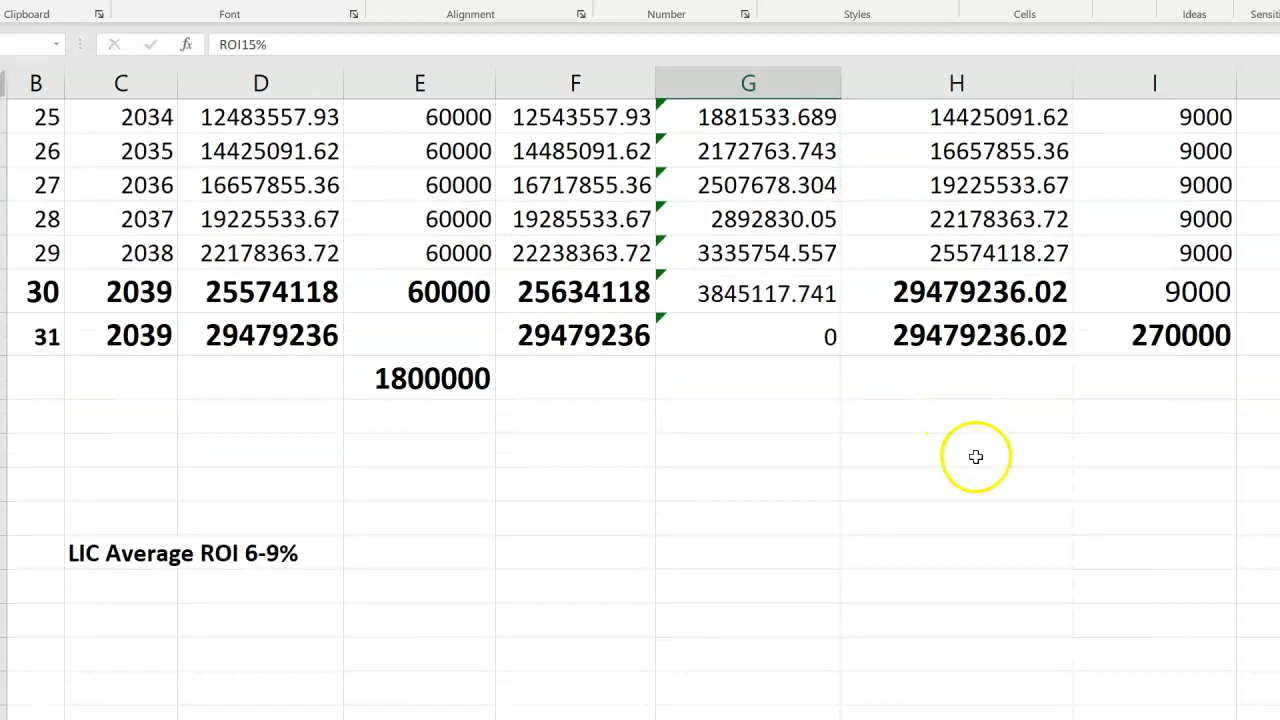 Clipboard Font Alignment Number Styles Cells Ideas Sensiti
fx ROI15%
B C D E F G H I
25 2034 12483557.93 60000 12543557.93 1881533.689 14425091.62 9000
26 2035 14425091.62 60000 14485091.62 2172763.743 16657855.36 9000
27 2036 16657855.36 60000 16717855.36 2507678.304 19225533.67 9000
28 2037 19225533.67 60000 19285533.67 2892830.05 22178363.72 9000
29 2038 22178363.72 60000 22238363.72 3335754.557 25574118.27 9000
30 2039 25574118 60000 25634118 3845117.741 29479236.02 9000
31 2039 29479236 29479236 0 29479236.02 270000
1800000
LIC Average ROI 6-9%